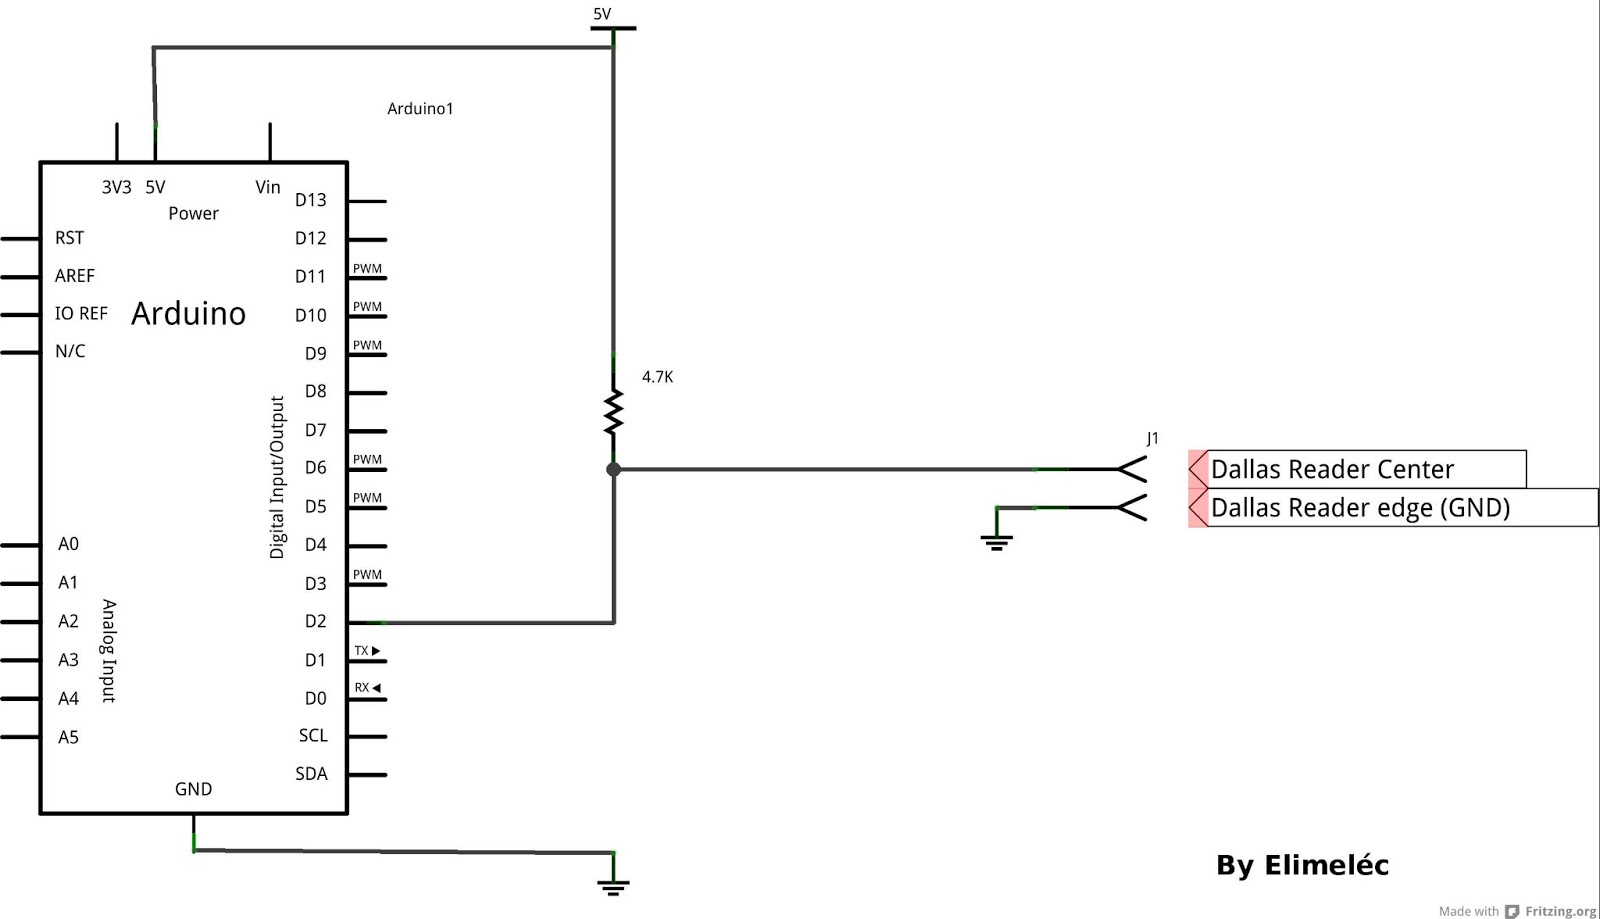 5V
Arduino1
3V3 5V Vin
Power
D13
RST
D12
AREF
D11
PWM
IO REF
Arduino
D10
PWM
N/C
D9
PWM
4.7K
D8
D7
J1
Digital Input/Output
D6
PWM
Dallas Reader Center
D5
PWM
Dallas Reader edge (GND)
A0
D4
A1
D3
PWM
Analog Input
A2
D2
A3
D1
TX
A4
D0
RX
A5
SCL
SDA
GND
By Elimeléc
Made with Fritzing.org